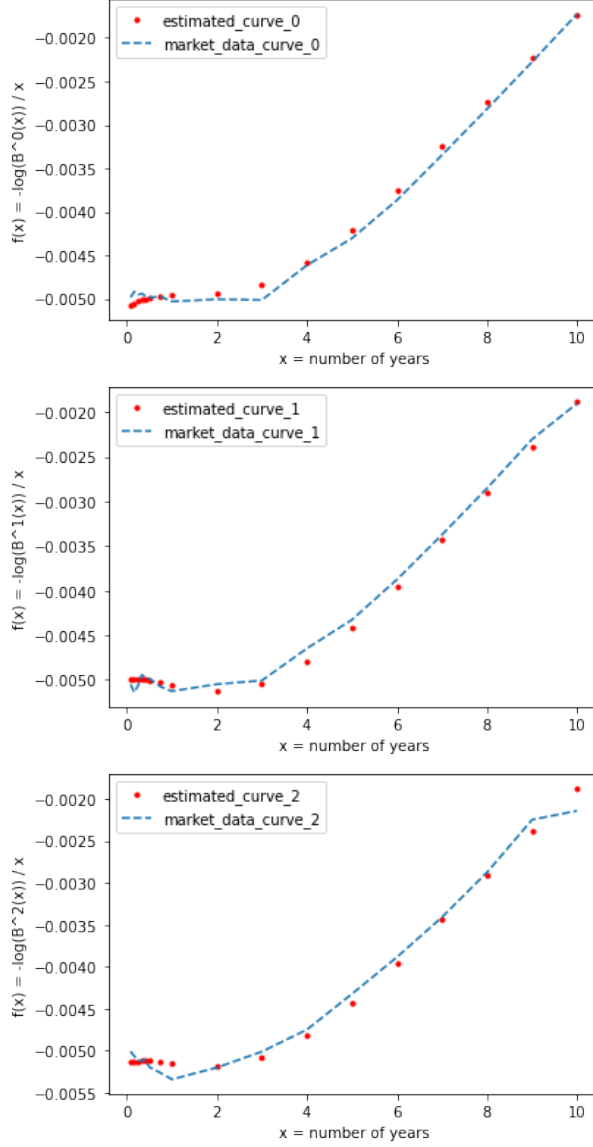 estimated_curve_0
market_data_curve_0
−0.0020
−0.0025
−0.0030
−0.0035
−0.0040
−0.0045
−0.0050
f(x) = -log(B^0(x)) / x
0 2 4 6 8 10
x = number of years
estimated_curve_1
market_data_curve_1
−0.0020
−0.0025
−0.0030
−0.0035
−0.0040
−0.0045
−0.0050
f(x) = -log(B^1(x)) / x
0 2 4 6 8 10
x = number of years
estimated_curve_2
market_data_curve_2
−0.0020
−0.0025
−0.0030
−0.0035
−0.0040
−0.0045
−0.0050
−0.0055
f(x) = -log(B^2(x)) / x
0 2 4 6 8 10
x = number of years